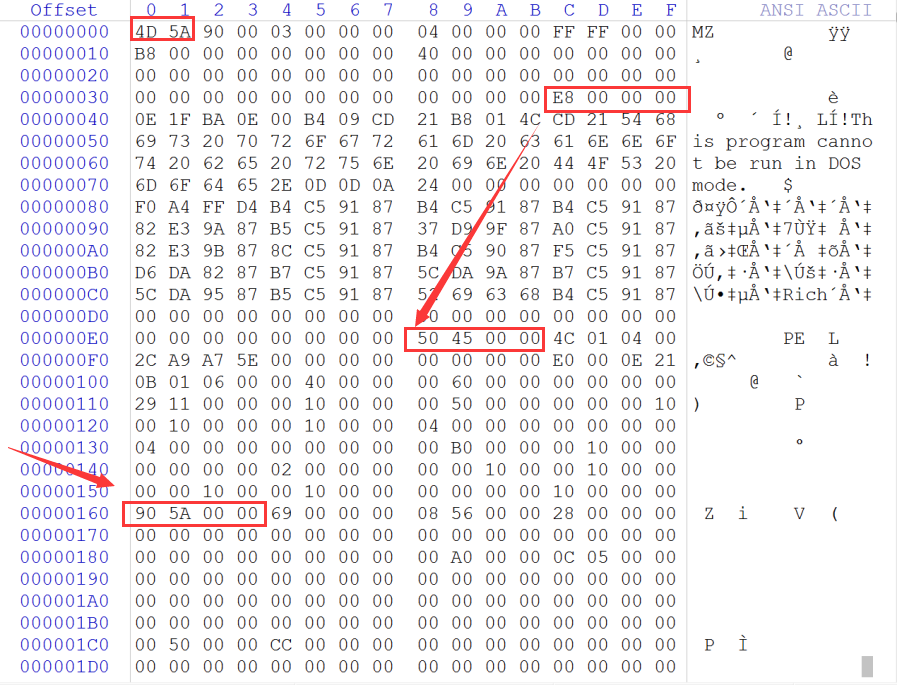 Offset 0 1 2 3 4 5 6 7 8 9 A B C D E F ANSI ASCII
00000000 4D 5A 90 00 03 00 00 00 04 00 00 00 FF FF 00 00 MZ ÿÿ
00000010 B8 00 00 00 00 00 00 00 40 00 00 00 00 00 00 00 ¸ @
00000020 00 00 00 00 00 00 00 00 00 00 00 00 00 00 00 00
00000030 00 00 00 00 00 00 00 00 00 00 00 00 E8 00 00 00 è
00000040 0E 1F BA 0E 00 B4 09 CD 21 B8 01 4C CD 21 54 68 º ´ Í!¸ LÍ!Th
00000050 69 73 20 70 72 6F 67 72 61 6D 20 63 61 6E 6E 6F is program canno
00000060 74 20 62 65 20 72 75 6E 20 69 6E 20 44 4F 53 20 t be run in DOS
00000070 6D 6F 64 65 2E 0D 0D 0A 24 00 00 00 00 00 00 00 mode. $
00000080 F0 A4 FF D4 B4 C5 91 87 B4 C5 91 87 B4 C5 91 87 ð¤ÿÔ´Å‘‡´Å‘‡´Å‘‡
00000090 82 E3 9A 87 B5 C5 91 87 37 D9 9F 87 A0 C5 91 87 ‚ãš‡µÅ‘‡7ÙŸ‡ Å‘‡
000000A0 82 E3 9B 87 8C C5 91 87 B4 C5 90 87 F5 C5 91 87 ‚ã›‡ŒÅ‘‡´Å ‡õÅ‘‡
000000B0 D6 DA 82 87 B7 C5 91 87 5C DA 9A 87 B7 C5 91 87 ÖÚ‚‡·Å‘‡\Úš‡·Å‘‡
000000C0 5C DA 95 87 B5 C5 91 87 52 69 63 68 B4 C5 91 87 \Ú•‡µÅ‘‡Rich´Å‘‡
000000D0 00 00 00 00 00 00 00 00 00 00 00 00 00 00 00 00
000000E0 00 00 00 00 00 00 00 00 50 45 00 00 4C 01 04 00 PE L
000000F0 2C A9 A7 5E 00 00 00 00 00 00 00 00 E0 00 0E 21 ,©§^ à !
00000100 0B 01 06 00 00 40 00 00 00 60 00 00 00 00 00 00 @ `
00000110 29 11 00 00 00 10 00 00 00 50 00 00 00 00 00 10 ) P
00000120 00 10 00 00 00 10 00 00 04 00 00 00 00 00 00 00
00000130 04 00 00 00 00 00 00 00 00 B0 00 00 00 10 00 00 °
00000140 00 00 00 00 02 00 00 00 00 00 10 00 00 10 00 00
00000150 00 00 10 00 00 10 00 00 00 00 00 00 10 00 00 00
00000160 90 5A 00 00 69 00 00 00 08 56 00 00 28 00 00 00 Z i V (
00000170 00 00 00 00 00 00 00 00 00 00 00 00 00 00 00 00
00000180 00 00 00 00 00 00 00 00 00 A0 00 00 0C 05 00 00
00000190 00 00 00 00 00 00 00 00 00 00 00 00 00 00 00 00
000001A0 00 00 00 00 00 00 00 00 00 00 00 00 00 00 00 00
000001B0 00 00 00 00 00 00 00 00 00 00 00 00 00 00 00 00
000001C0 00 50 00 00 CC 00 00 00 00 00 00 00 00 00 00 00 P Ì
000001D0 00 00 00 00 00 00 00 00 00 00 00 00 00 00 00 00